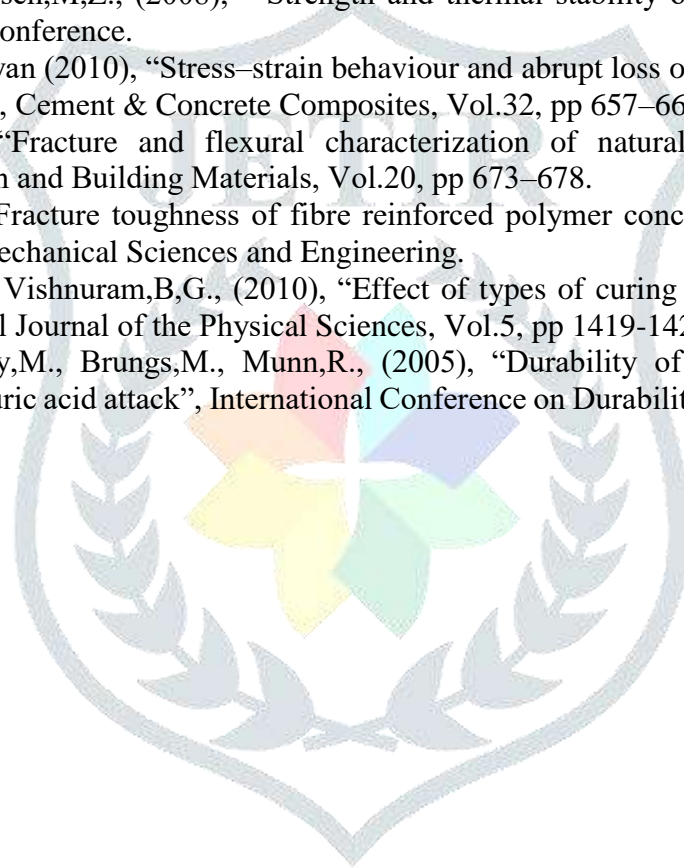 onference.
van (2010), “Stress–strain behaviour and abrupt loss o
, Cement & Concrete Composites, Vol.32, pp 657–66
“Fracture and flexural characterization of natural
n and Building Materials, Vol.20, pp 673–678.
Fracture toughness of fibre reinforced polymer conc
echanical Sciences and Engineering.
Vishnuram,B,G., (2010), “Effect of types of curing
l Journal of the Physical Sciences, Vol.5, pp 1419-142
y,M., Brungs,M., Munn,R., (2005), “Durability of
uric acid attack”, International Conference on Durabilit
JETIR